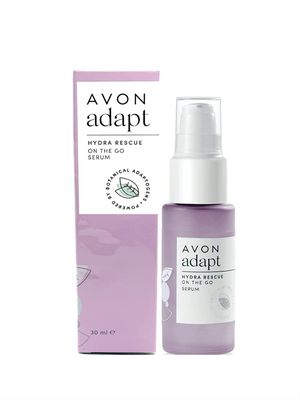 AVON
adapt
HYDRA RESCUE
ON THE GO
SERUM
POWERED BY BOTANICAL ADAPTOGENS
30 ml ℮
AVON
adapt
HYDRA RESCUE
ON THE GO
SERUM